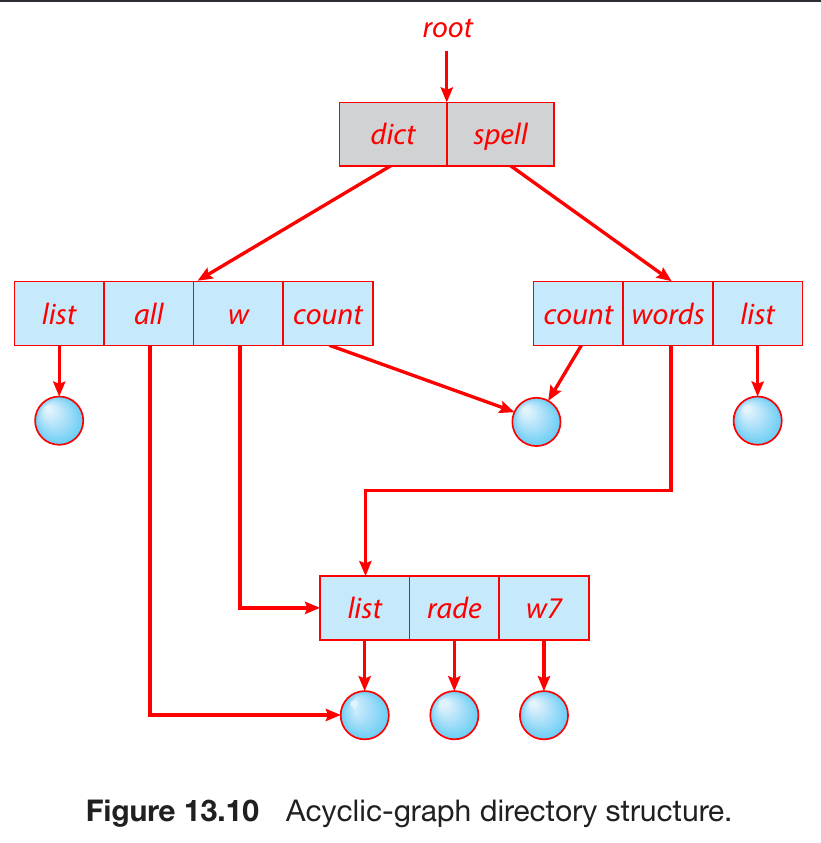 root
dict spell
list all w count count words list
list rade w7
Figure 13.10 Acyclic-graph directory structure.